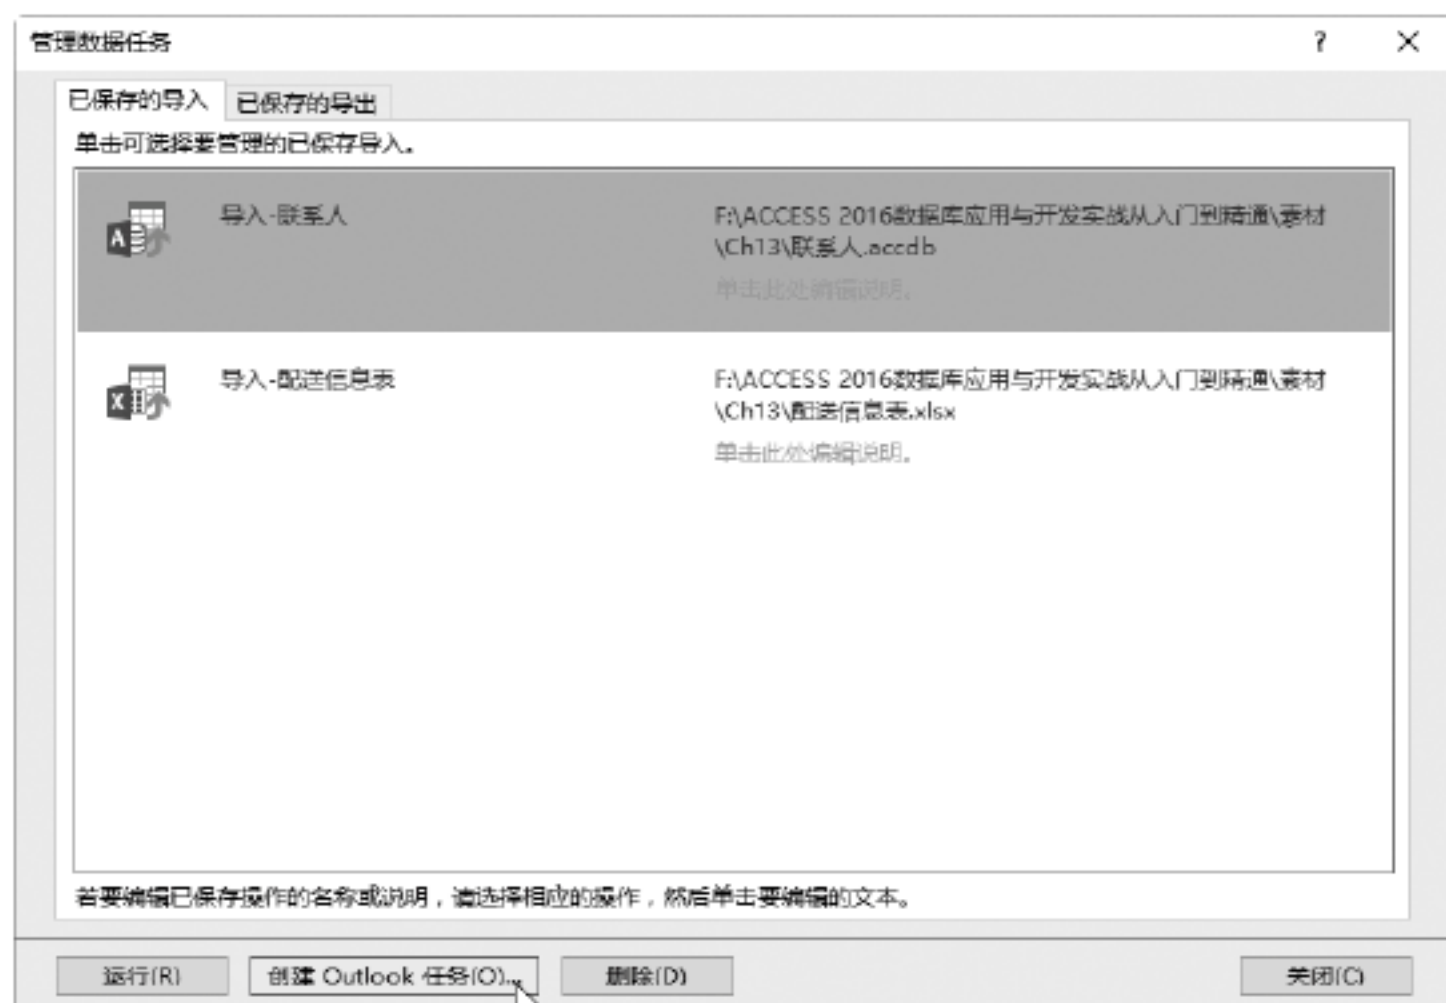 管理数据任务
?
已保存的导入 已保存的导出
单击可选择要管理的已保存导入。
导入-联系人
F:\ACCESS 2016数据库应用与开发实战从入门到精通\素材
\Ch13\联系人.accdb
单击此处编辑说明。
导入-配送信息表
F:\ACCESS 2016数据库应用与开发实战从入门到精通\素材
\Ch13\配送信息表.xlsx
单击此处编辑说明。
若要编辑已保存操作的名称或说明，请选择相应的操作，然后单击要编辑的文本。
运行(R) 创建 Outlook 任务(O)... 删除(D) 关闭(C)